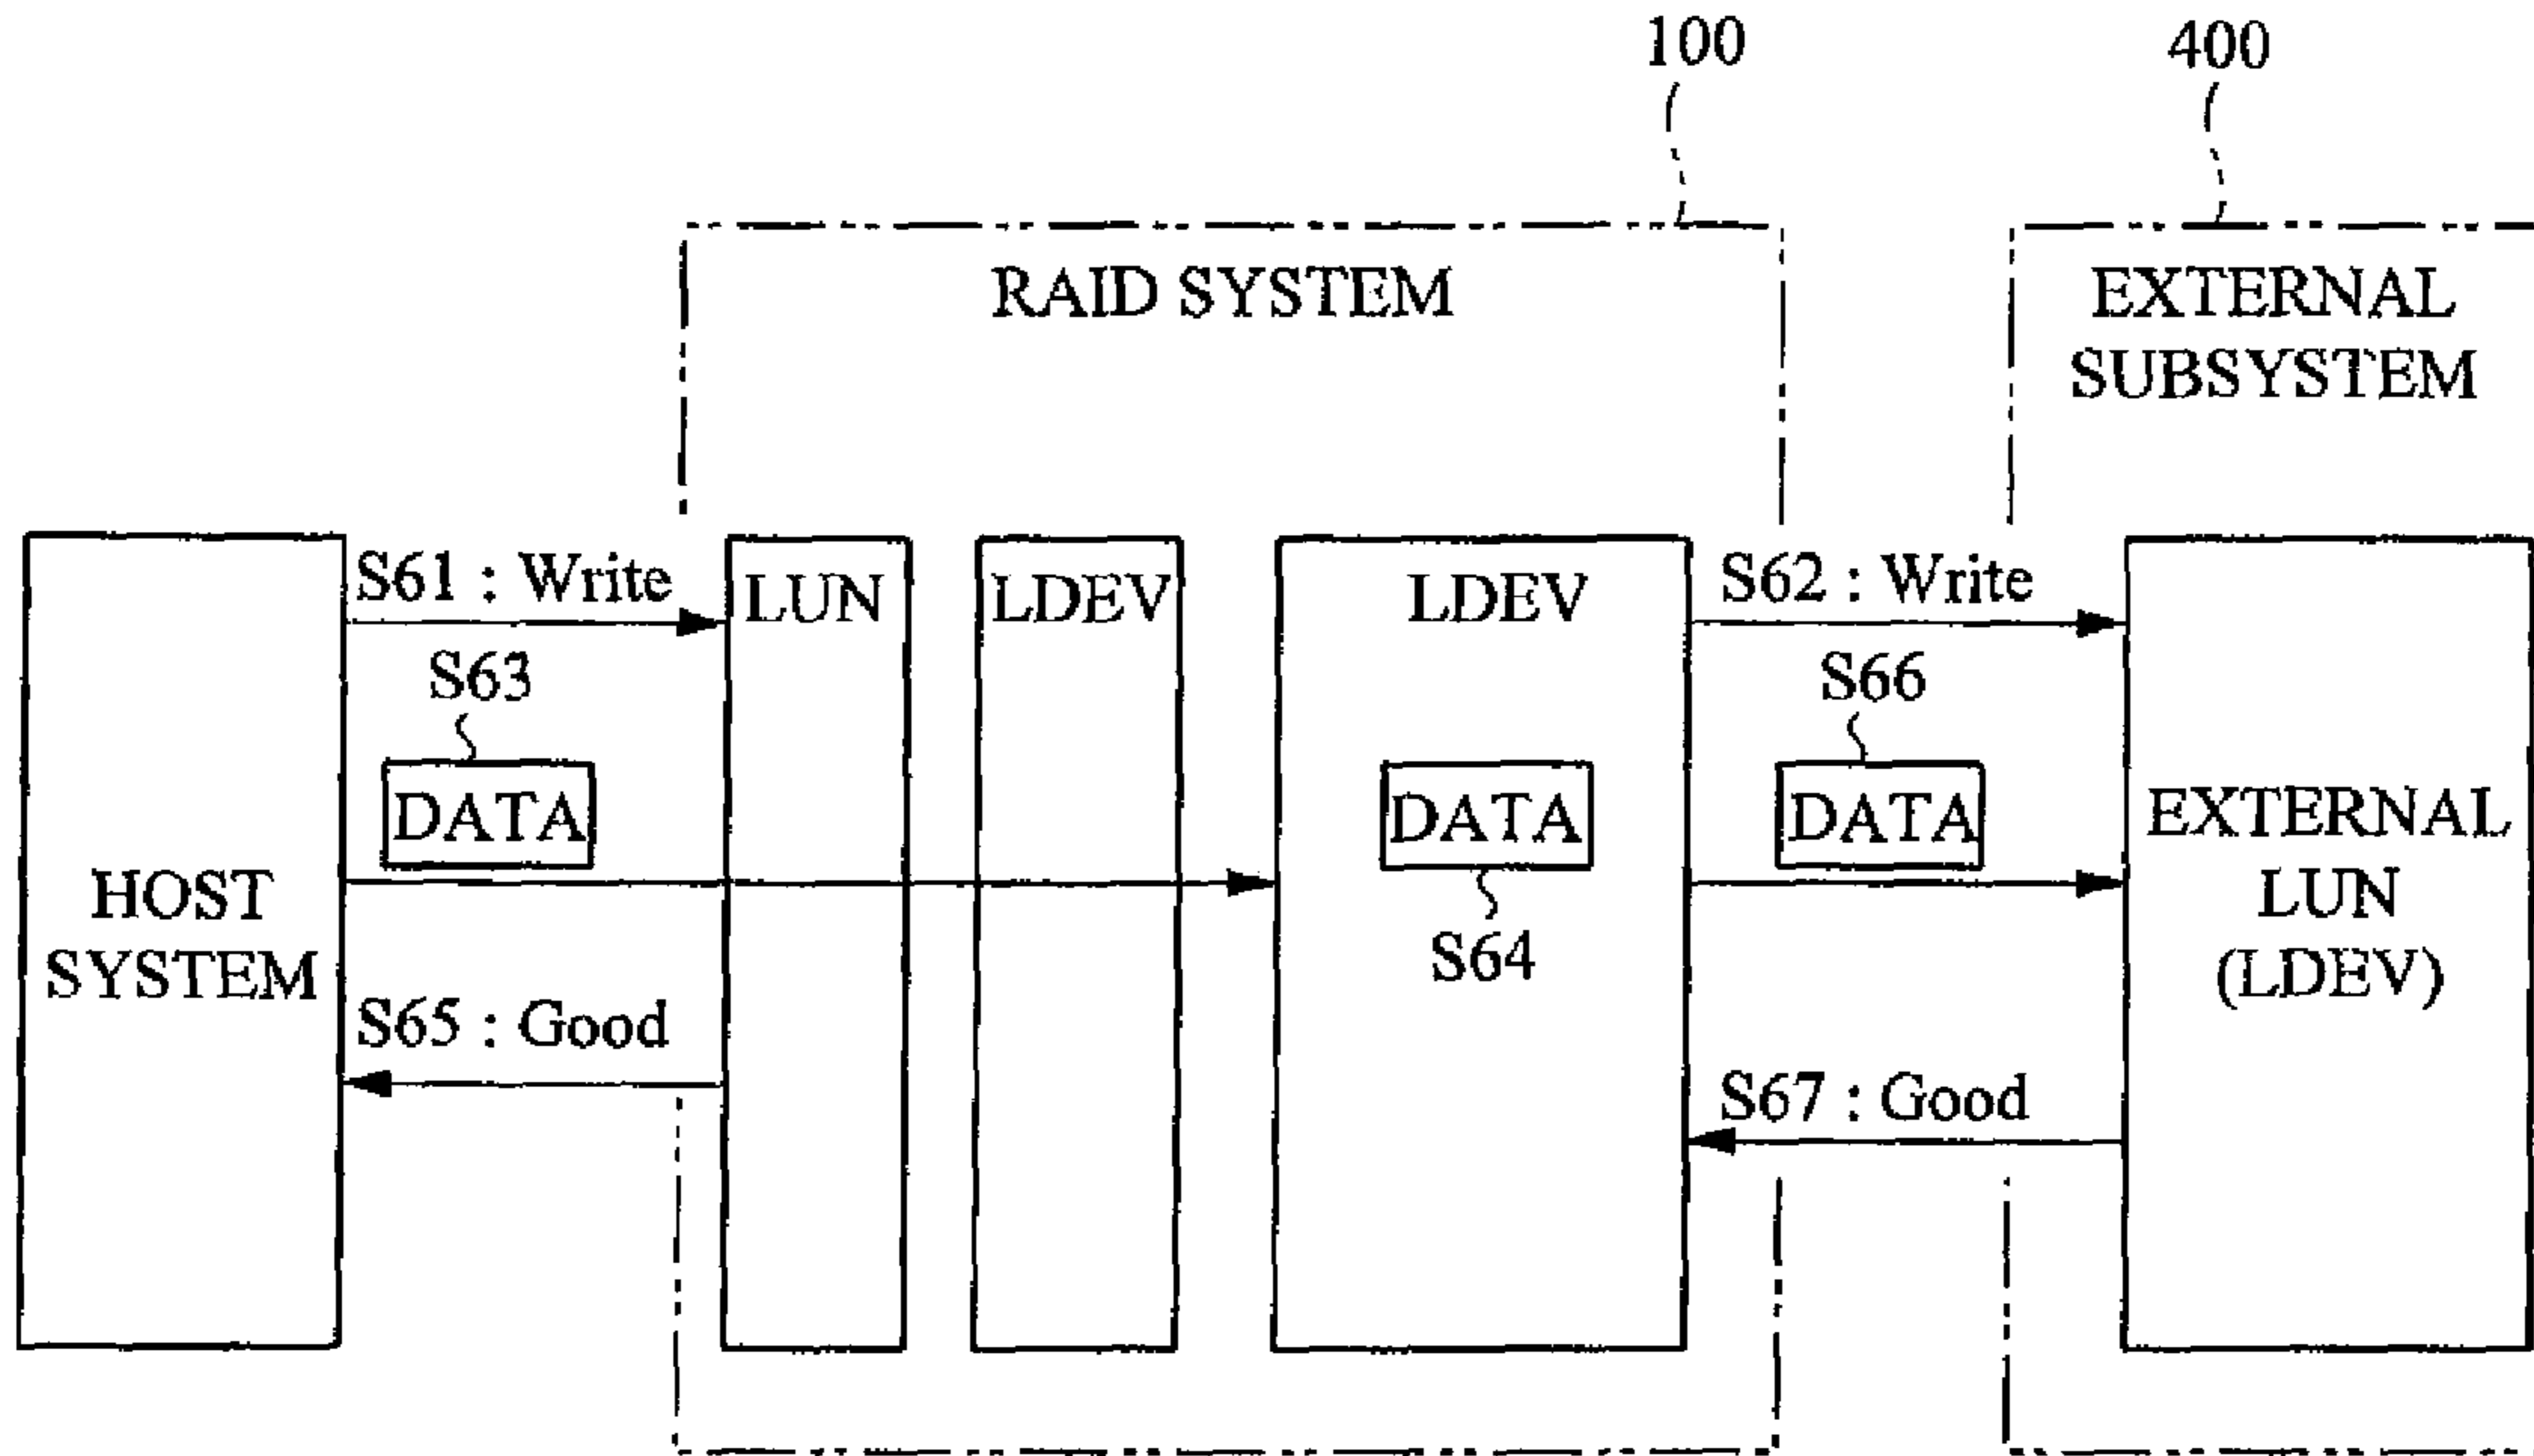 100
400
RAID SYSTEM
EXTERNAL
SUBSYSTEM
S61 : Write
LUN
LDEV
LDEV
S62 : Write
S63
S66
DATA
DATA
DATA
HOST
SYSTEM
EXTERNAL
LUN
(LDEV)
S64
S65 : Good
S67 : Good